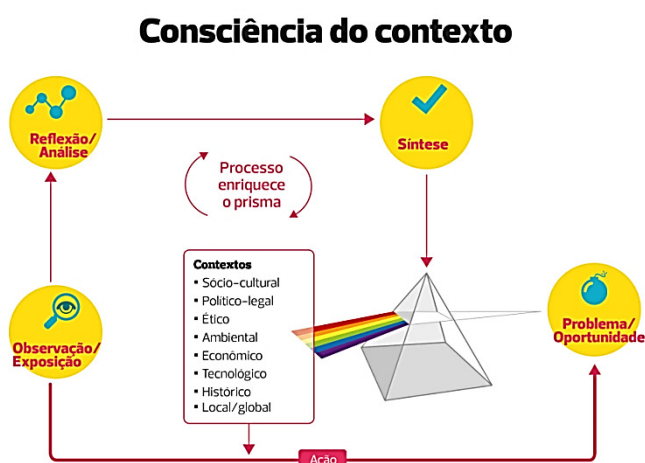 Consciência do contexto
Reflexão/
Análise
Síntese
Processo
enriquece
o prisma
Contextos
▪ Sócio-cultural
▪ Político-legal
▪ Ético
▪ Ambiental
▪ Econômico
▪ Tecnológico
▪ Histórico
▪ Local/global
Observação/
Exposição
Problema/
Oportunidade
Ação